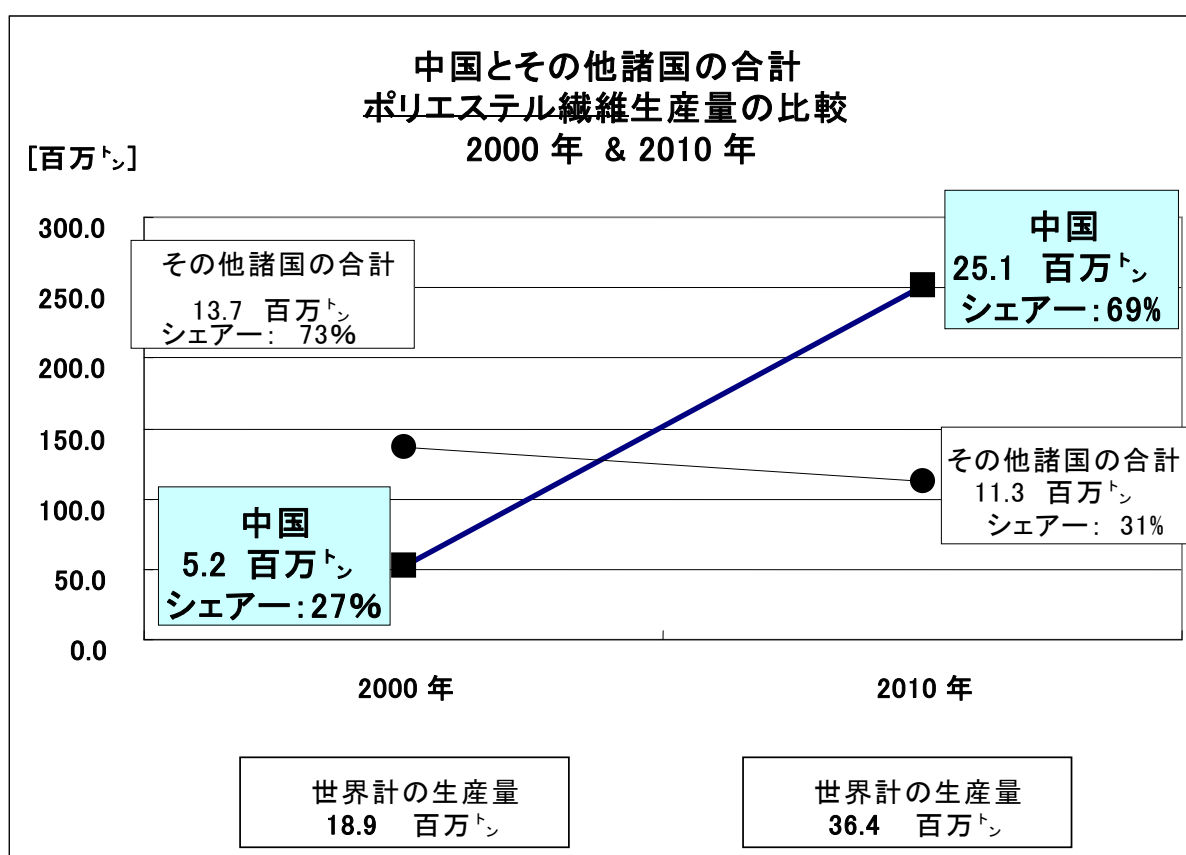 中国とその他諸国の合計
ポリエステル繊維生産量の比較
2000 年 & 2010 年
[百万㌧]
300.0
250.0
200.0
150.0
100.0
50.0
0.0
その他諸国の合計
13.7 百万㌧
シェアー： 73%
中国
25.1 百万㌧
シェアー：69%
その他諸国の合計
11.3 百万㌧
シェアー： 31%
中国
5.2 百万㌧
シェアー：27%
2000 年
2010 年
世界計の生産量
18.9 百万㌧
世界計の生産量
36.4 百万㌧